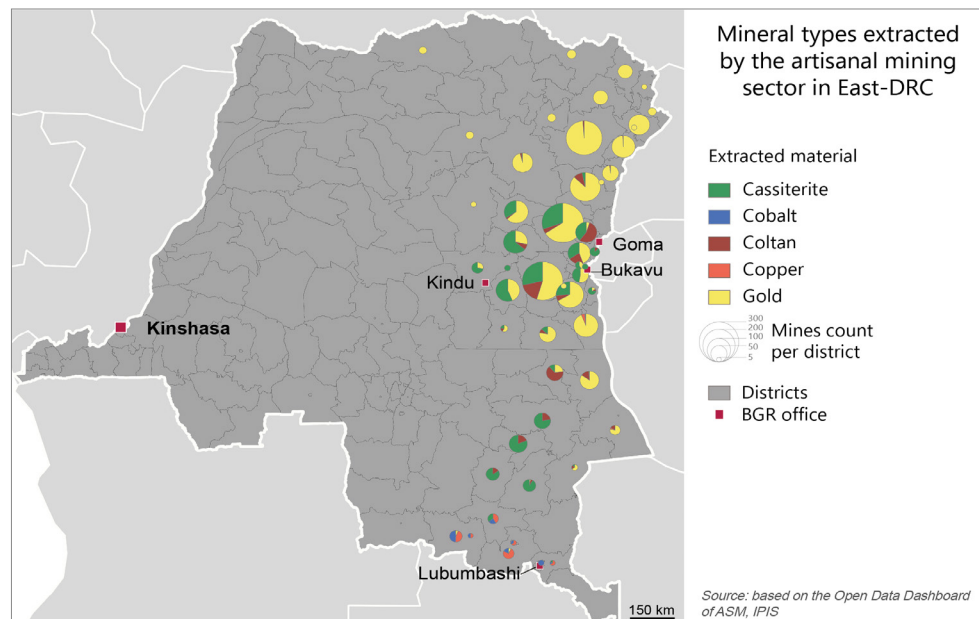 Mineral types extracted
by the artisanal mining
sector in East-DRC
Extracted material
Cassiterite
Cobalt
Coltan
Copper
Gold
300
200
100
50
5
Mines count
per district
Districts
BGR office
Goma
Bukavu
Kindu
Kinshasa
Lubumbashi
150 km
Source: based on the Open Data Dashboard
of ASM, IPIS